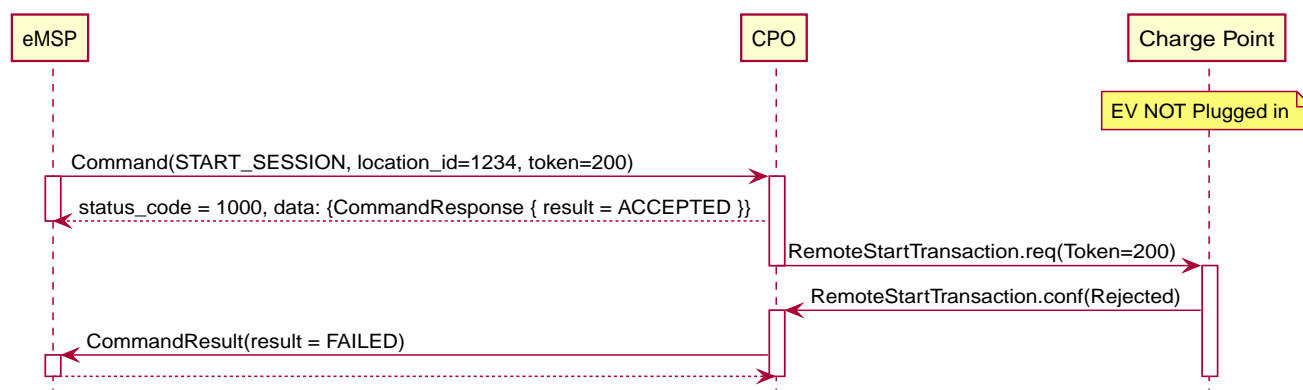 eMSP
CPO
Charge Point
EV NOT Plugged in
Command(START_SESSION, location_id=1234, token=200)
status_code = 1000, data: {CommandResponse { result = ACCEPTED }}
RemoteStartTransaction.req(Token=200)
RemoteStartTransaction.conf(Rejected)
CommandResult(result = FAILED)